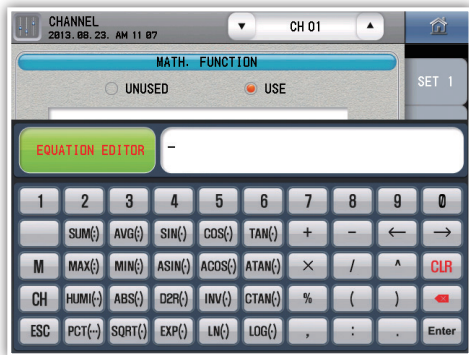 CHANNEL
2013.08.23. AM 11 07
▼ CH 01 ▲
MATH. FUNCTION
UNUSED USE
SET 1
EQUATION EDITOR -
1 2 3 4 5 6 7 8 9 0
SUM(:) AVG(:) SIN(:) COS(:) TAN(:) + - ← →
M MAX(:) MIN(:) ASIN(:) ACOS(:) ATAN(:) × / ^ CLR
CH HUMI(··) ABS(:) D2R(:) INV(:) CTAN(:) % ( )
ESC PCT(···) SQRT(:) EXP(:) LN(:) LOG(:) , : . Enter